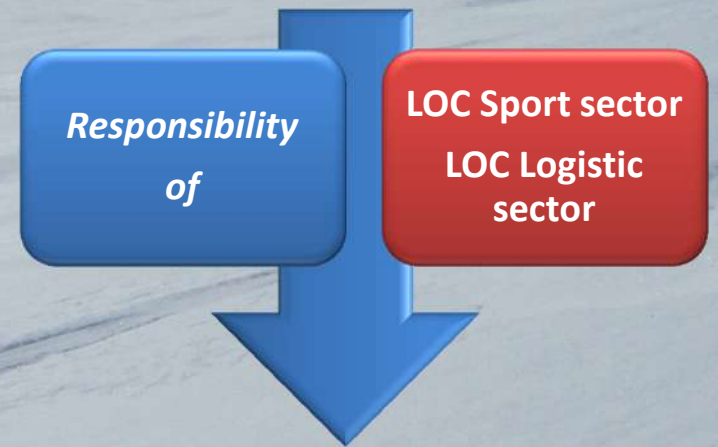 Responsibility
of
LOC Sport sector
LOC Logistic
sector